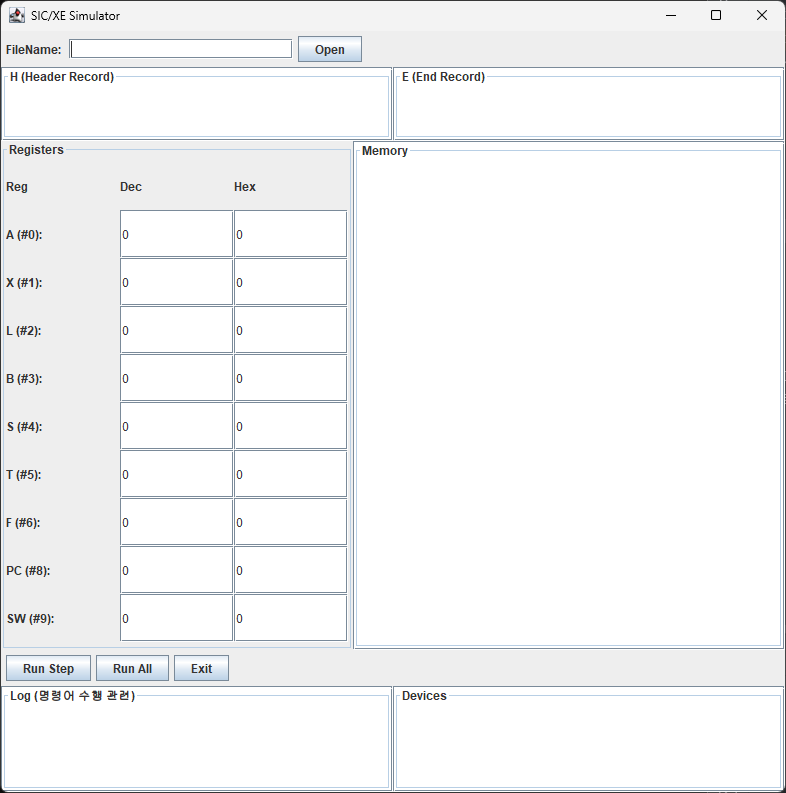 SIC/XE Simulator
FileName: Open
H (Header Record) E (End Record)
Registers Memory
Reg Dec Hex
A (#0): 0 0
X (#1): 0 0
L (#2): 0 0
B (#3): 0 0
S (#4): 0 0
T (#5): 0 0
F (#6): 0 0
PC (#8): 0 0
SW (#9): 0 0
Run Step Run All Exit
Log (명령어 수행 관련) Devices